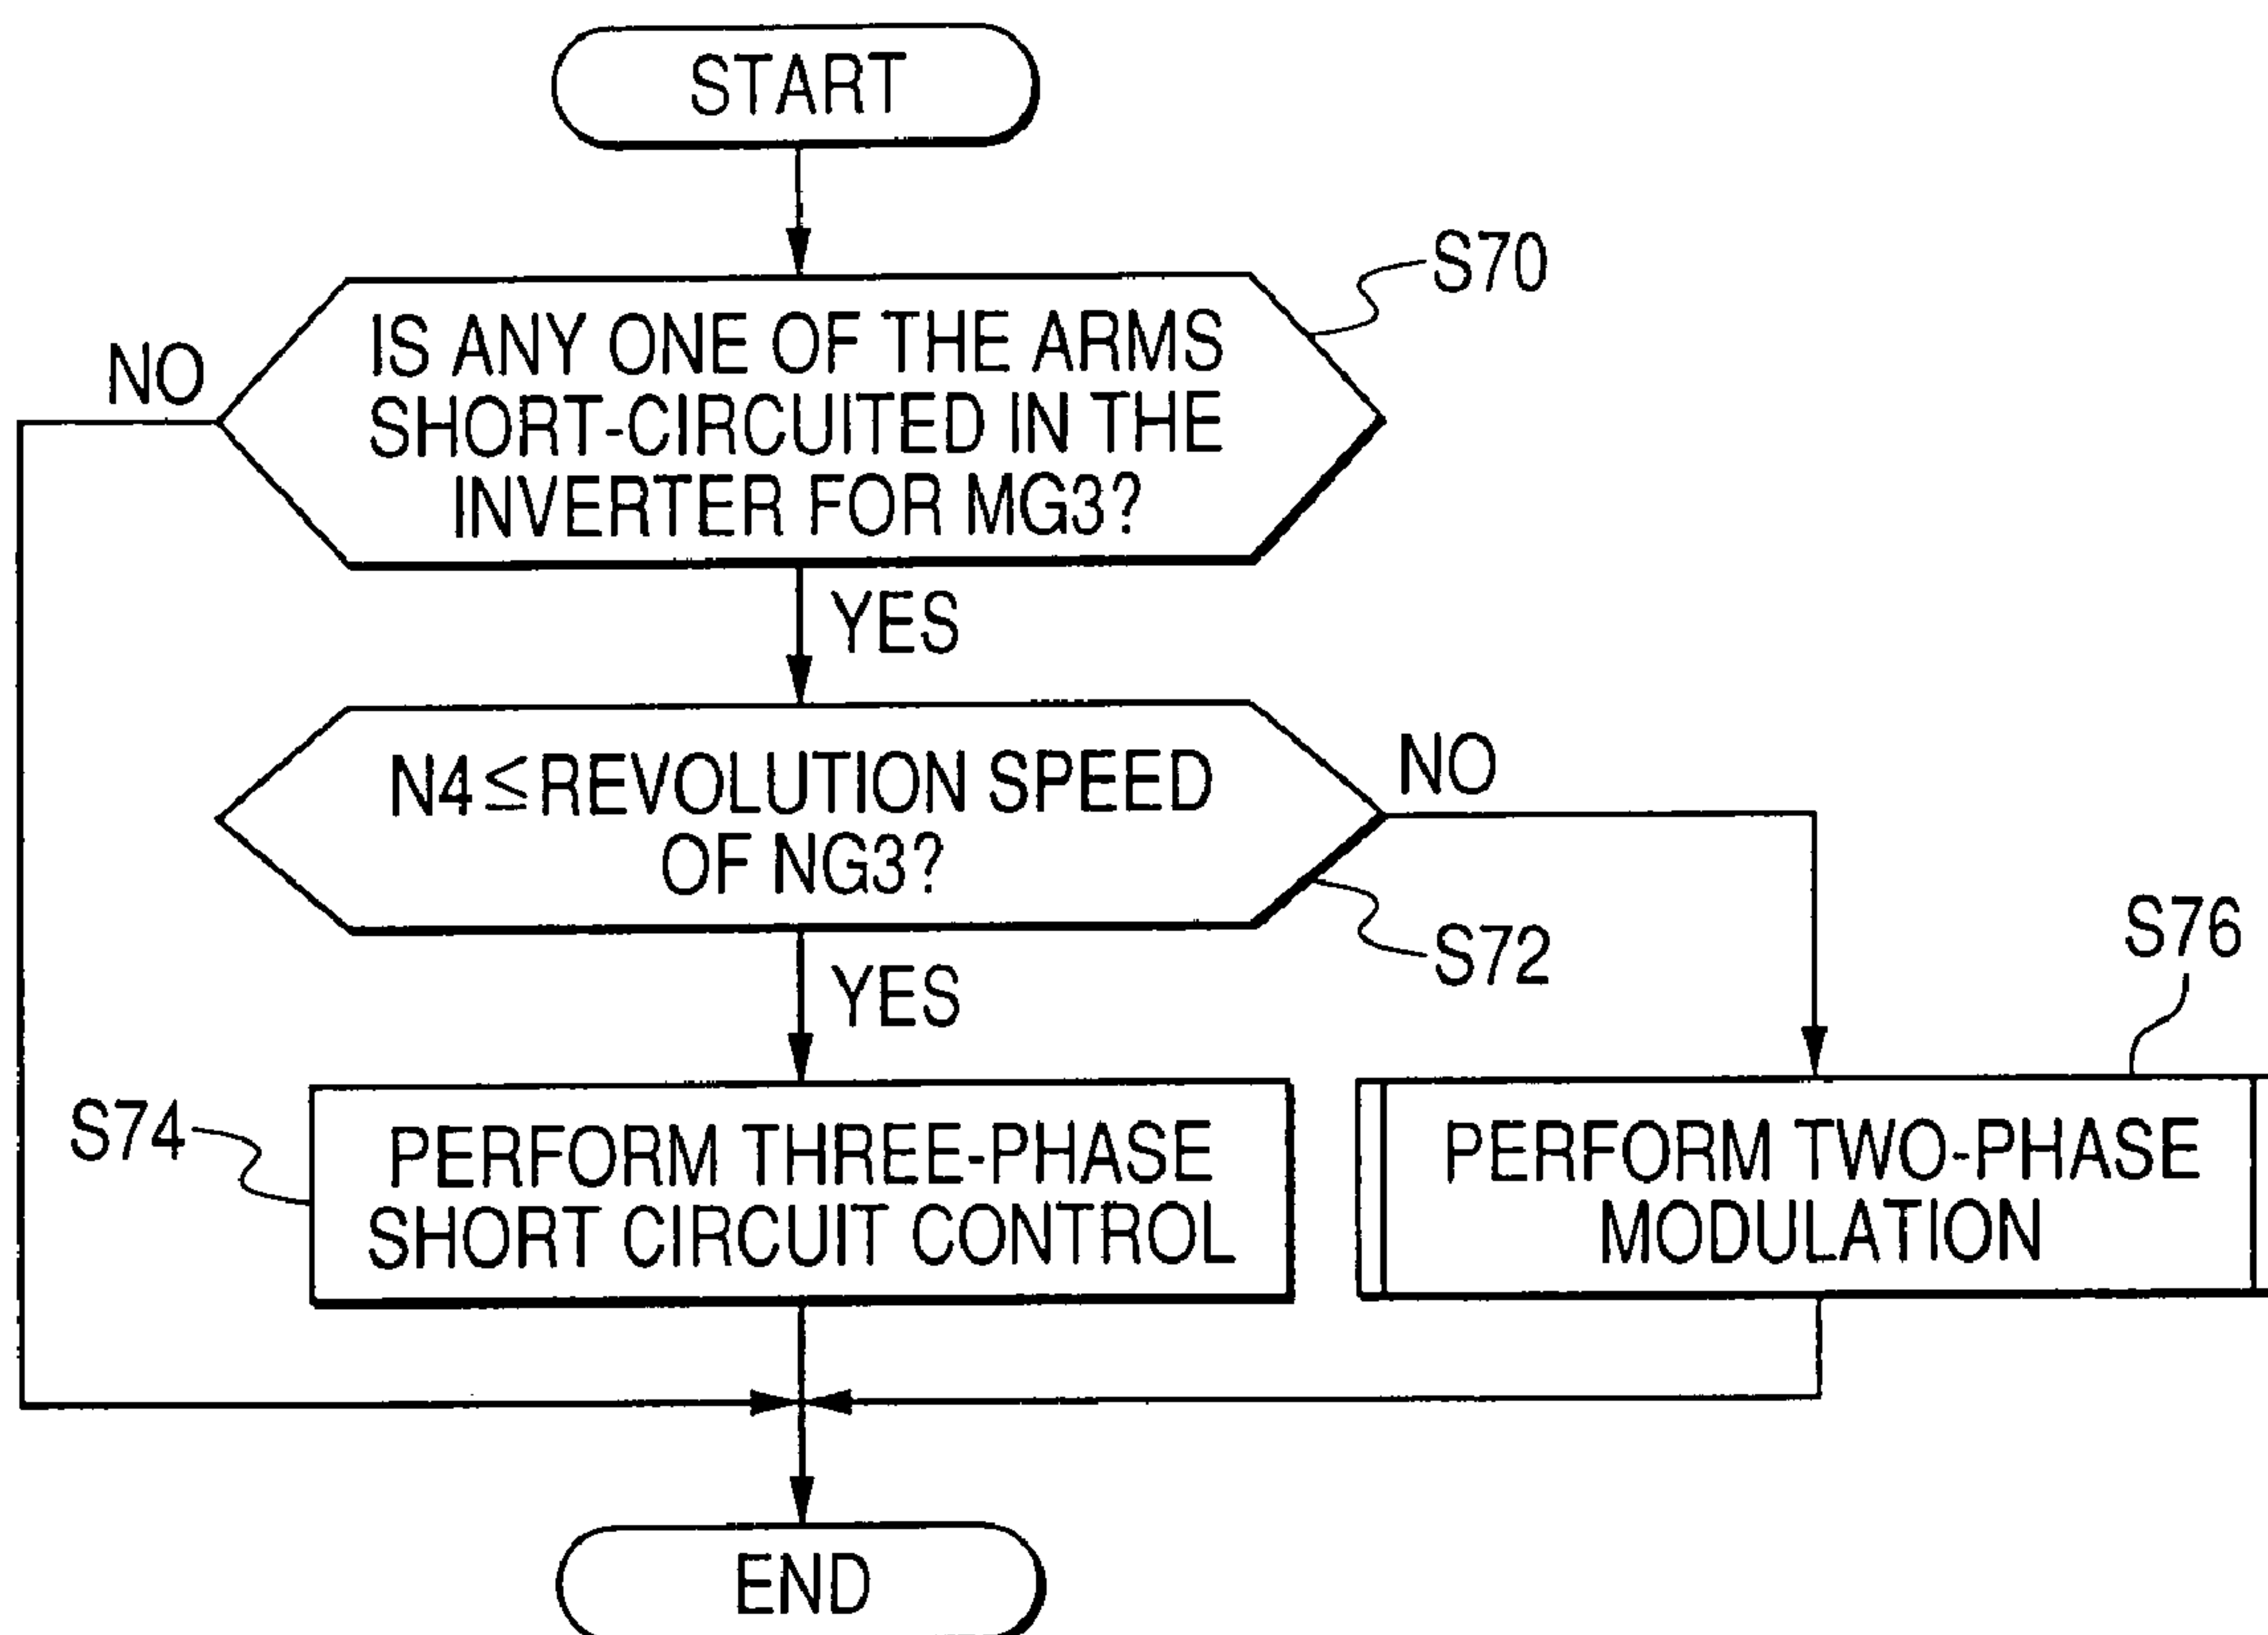 START
S70
NO
IS ANY ONE OF THE ARMS
SHORT-CIRCUITED IN THE
INVERTER FOR MG3?
YES
N4≤REVOLUTION SPEED
OF NG3?
NO
S72
YES
S76
S74
PERFORM THREE-PHASE
SHORT CIRCUIT CONTROL
PERFORM TWO-PHASE
MODULATION
END